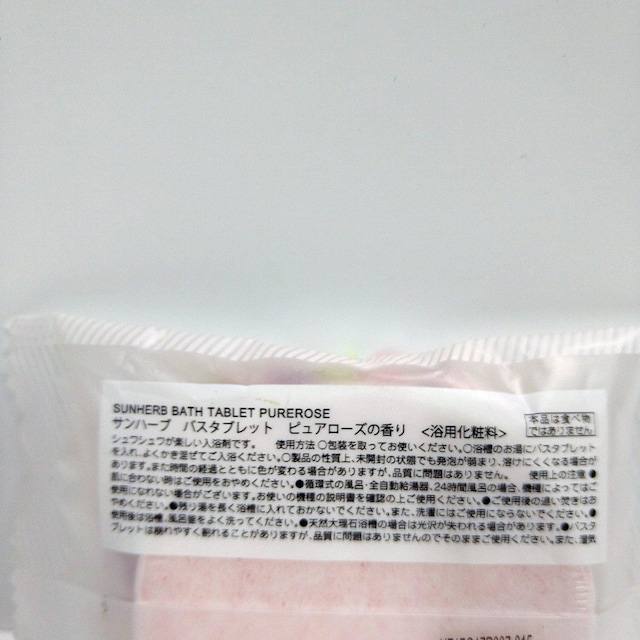 SUNHERB BATH TABLET PUREROSE
サンハーブ バスタブレット ピュアローズの香り <浴用化粧料>
本品は食べ物
ではありません
シュワシュワが楽しい入浴剤です。 使用方法 ○包装を取ってお使いください。○浴槽のお湯にバスタブレット
を入れ、よくかき混ぜてご入浴ください。○製品の性質上、未開封の状態でも発泡が弱まり、溶けにくくなる場合が
あります。また時間の経過とともに色が変わる場合がありますが、品質に問題はありません。 使用上の注意 ●
肌に合わない時はご使用をおやめください。●循環式の風呂・全自動給湯器、24時間風呂の場合、機種によってご
使用になれない場合がございます。お使いの機種の説明書を確認の上ご使用ください。●ご使用後は追い焚きはお
やめください。●残り湯を長く浴槽に入れておかないでください。また、洗濯にはご使用にならないでください。●ご
使用後は浴槽、風呂釜をよく洗ってください。●天然大理石浴槽の場合は光沢が失われる場合があります。●バスタ
ブレットは崩れやすく割れることがありますが、品質に問題はありませんのでそのままご使用ください。また、湿気